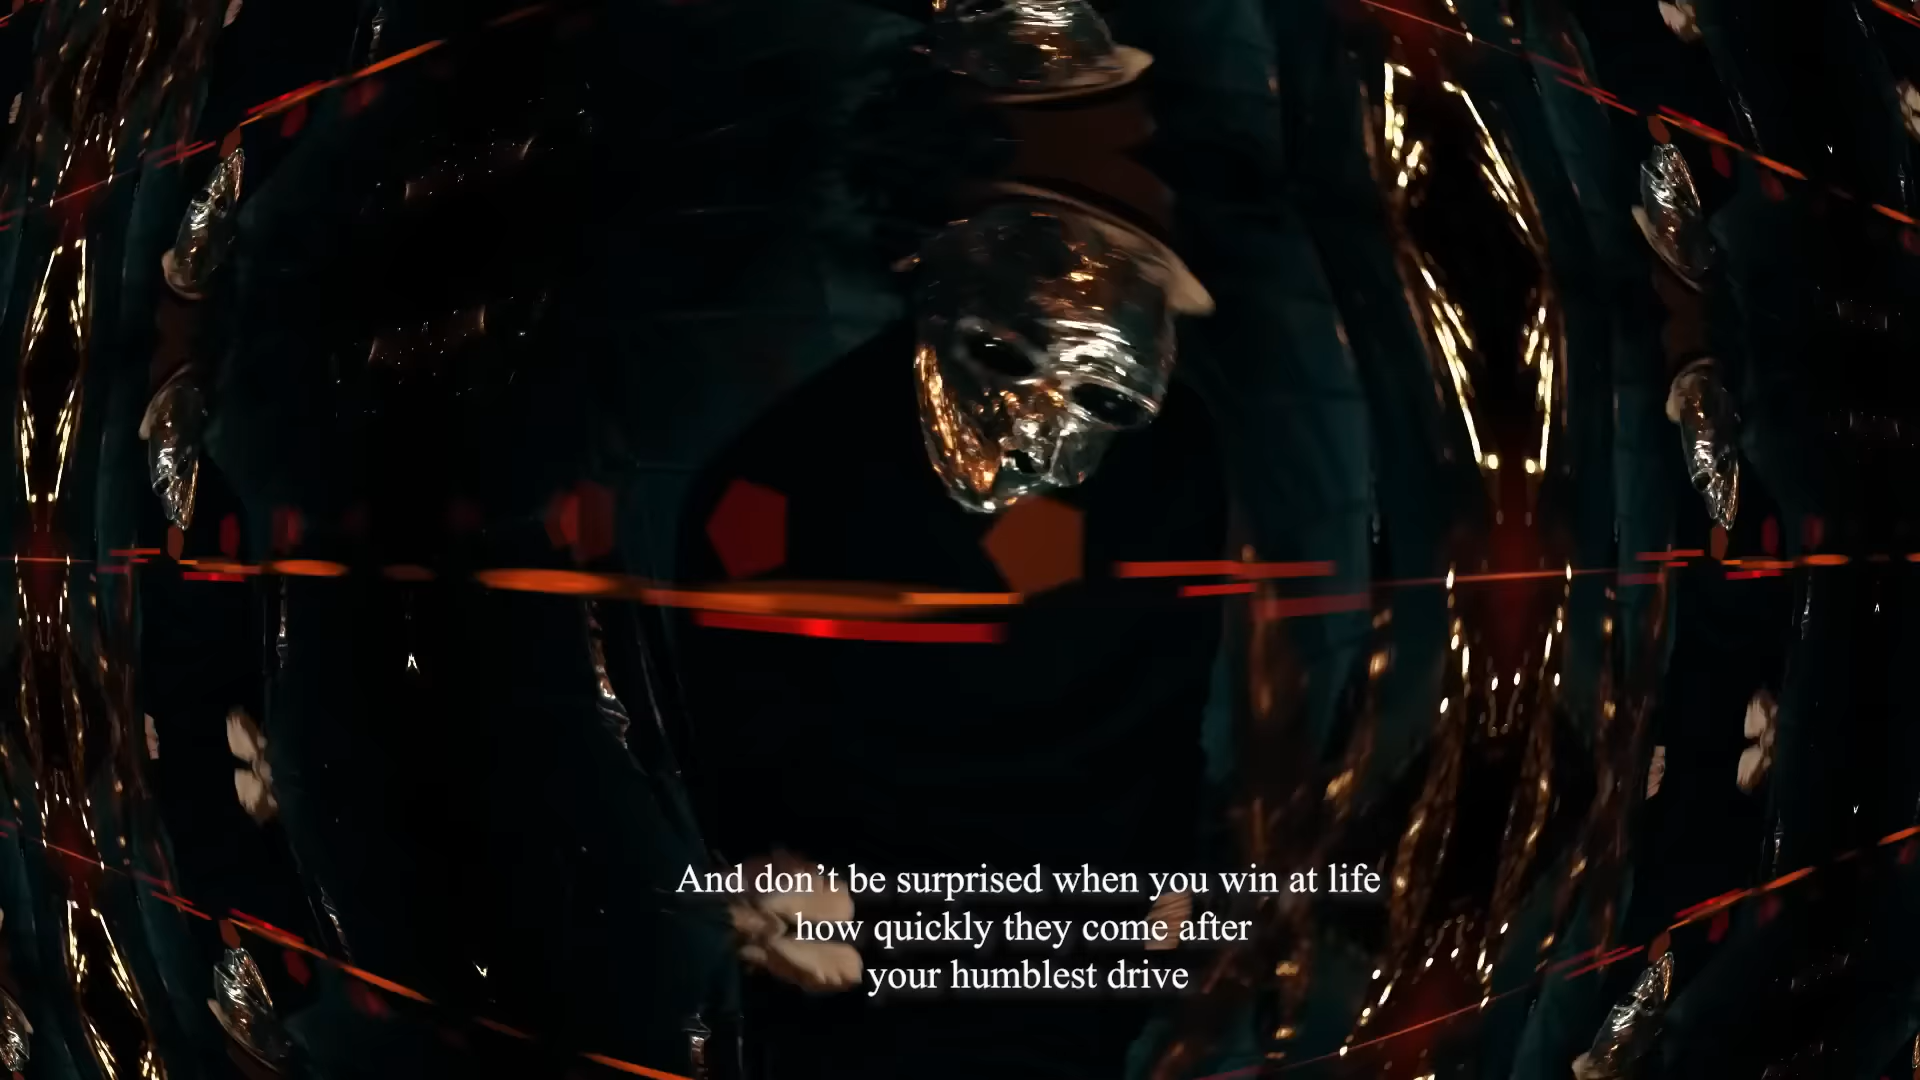 And don’t be surprised when you win at life
how quickly they come after
your humblest drive